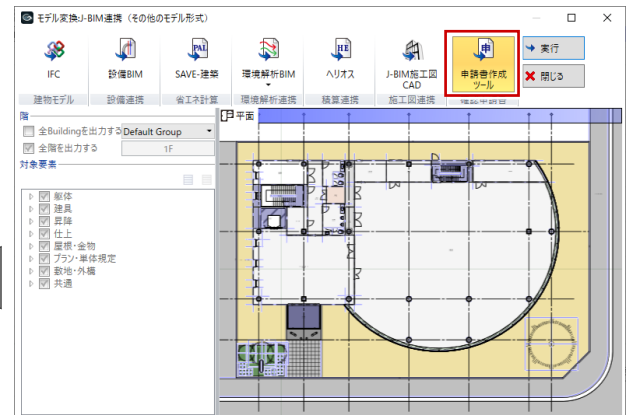 モデル変換:J-BIM連携（その他のモデル形式）
IFC
設備BIM
PAL
SAVE-建築
環境解析BIM
HE
ヘリオス
J-BIM施工図
CAD
申
申請書作成
ツール
実行
閉じる
建物モデル
設備連携
省エネ計算
環境解析連携
積算連携
施工図連携
階
全Buildingを出力する
Default Group
全階を出力する
1F
対象要素
躯体
建具
昇降
仕上
屋根・金物
プラン・単体規定
敷地・外構
共通
平面